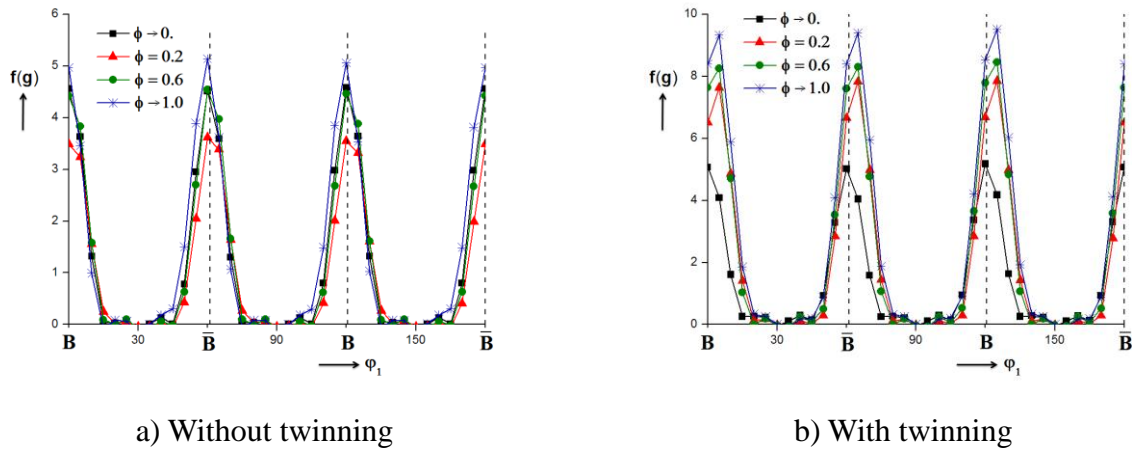 6
5
4
3
2
1
0
f(g)
ϕ → 0.
ϕ = 0.2
ϕ = 0.6
ϕ → 1.0
B 30 B̅ 90 B 150 B̅
φ₁
a) Without twinning
10
8
6
4
2
0
f(g)
ϕ → 0.
ϕ = 0.2
ϕ = 0.6
ϕ → 1.0
B 30 B̅ 90 B 150 B̅
φ₁
b) With twinning